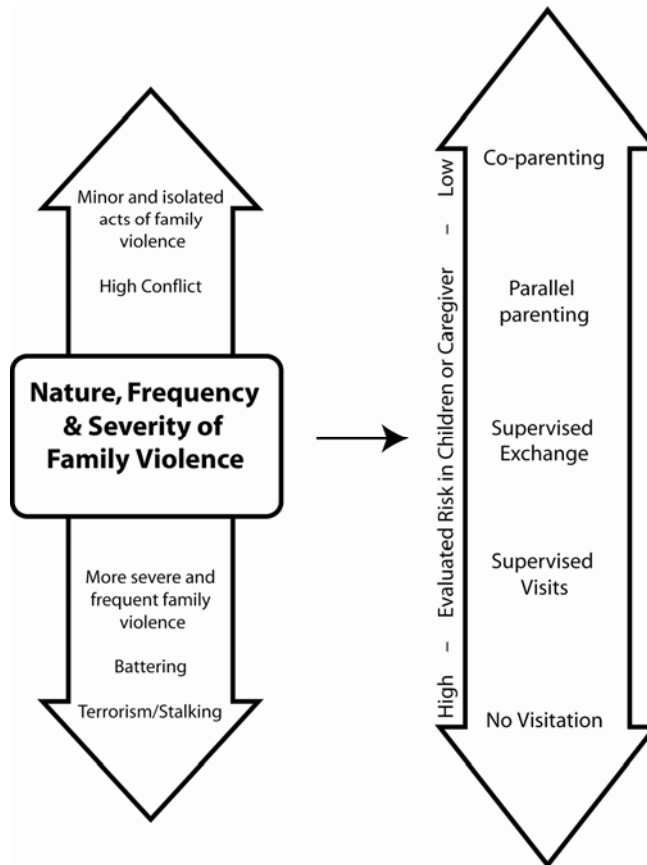 Minor and isolated
acts of family
violence
High Conflict
Nature, Frequency
& Severity of
Family Violence
More severe and
frequent family
violence
Battering
Terrorism/Stalking
High – Evaluated Risk in Children or Caregiver – Low
Co-parenting
Parallel
parenting
Supervised
Exchange
Supervised
Visits
No Visitation